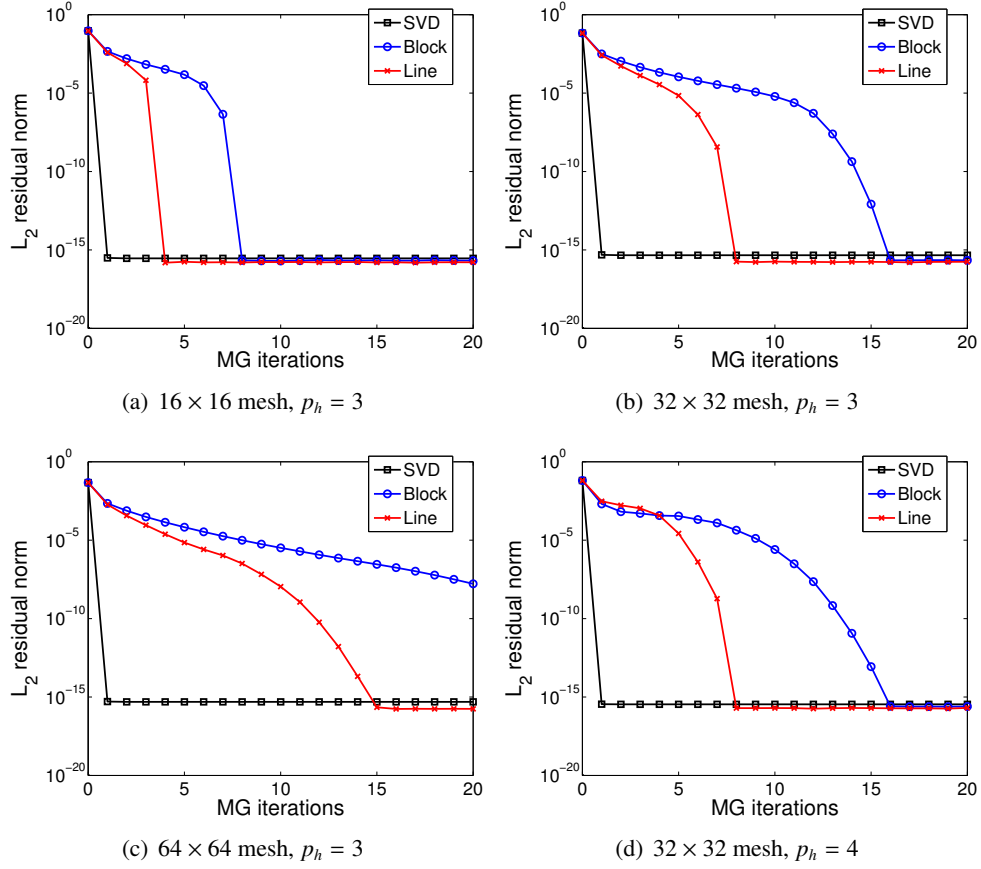 10^0
10^-5
10^-10
10^-15
10^-20
L_2 residual norm
SVD
Block
Line
0 5 10 15 20
MG iterations
(a) 16 × 16 mesh, p_h = 3
10^0
10^-5
10^-10
10^-15
10^-20
L_2 residual norm
SVD
Block
Line
0 5 10 15 20
MG iterations
(b) 32 × 32 mesh, p_h = 3
10^0
10^-5
10^-10
10^-15
10^-20
L_2 residual norm
SVD
Block
Line
0 5 10 15 20
MG iterations
(c) 64 × 64 mesh, p_h = 3
10^0
10^-5
10^-10
10^-15
10^-20
L_2 residual norm
SVD
Block
Line
0 5 10 15 20
MG iterations
(d) 32 × 32 mesh, p_h = 4